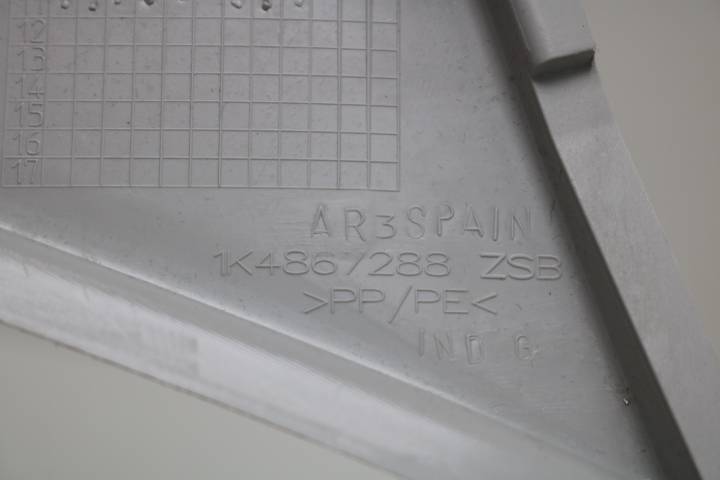 12
13
14
15
16
17
AR3SPAIN
1K486/288 ZSB
>PP/PE<
IND G